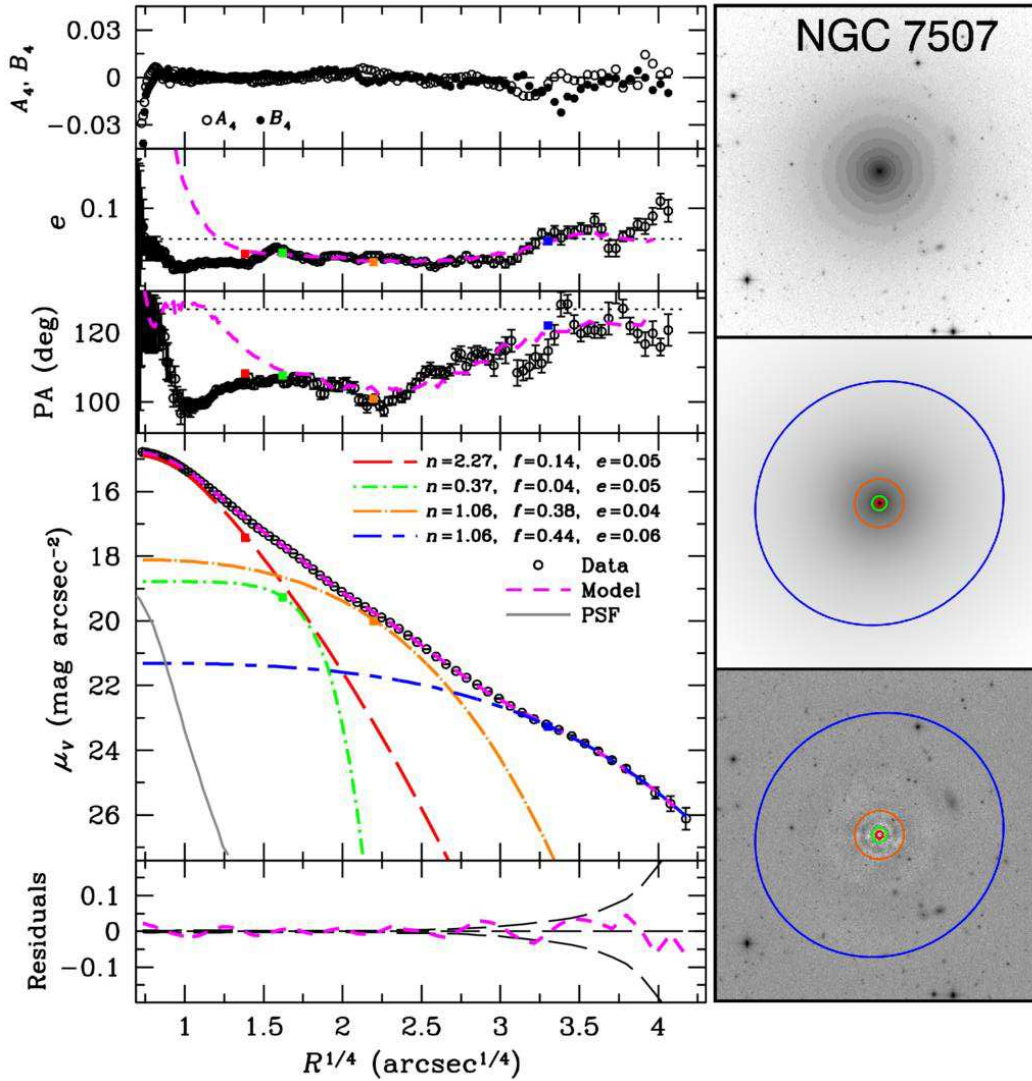 NGC 7507
A₄, B₄
0.03
0
−0.03
A₄ B₄
e
0.1
PA (deg)
120
100
μᵥ (mag arcsec⁻²)
16
18
20
22
24
26
n=2.27, f=0.14, e=0.05
n=0.37, f=0.04, e=0.05
n=1.06, f=0.38, e=0.04
n=1.06, f=0.44, e=0.06
Data
Model
PSF
Residuals
0.1
0
−0.1
1 1.5 2 2.5 3 3.5 4
R¹/⁴ (arcsec¹/⁴)